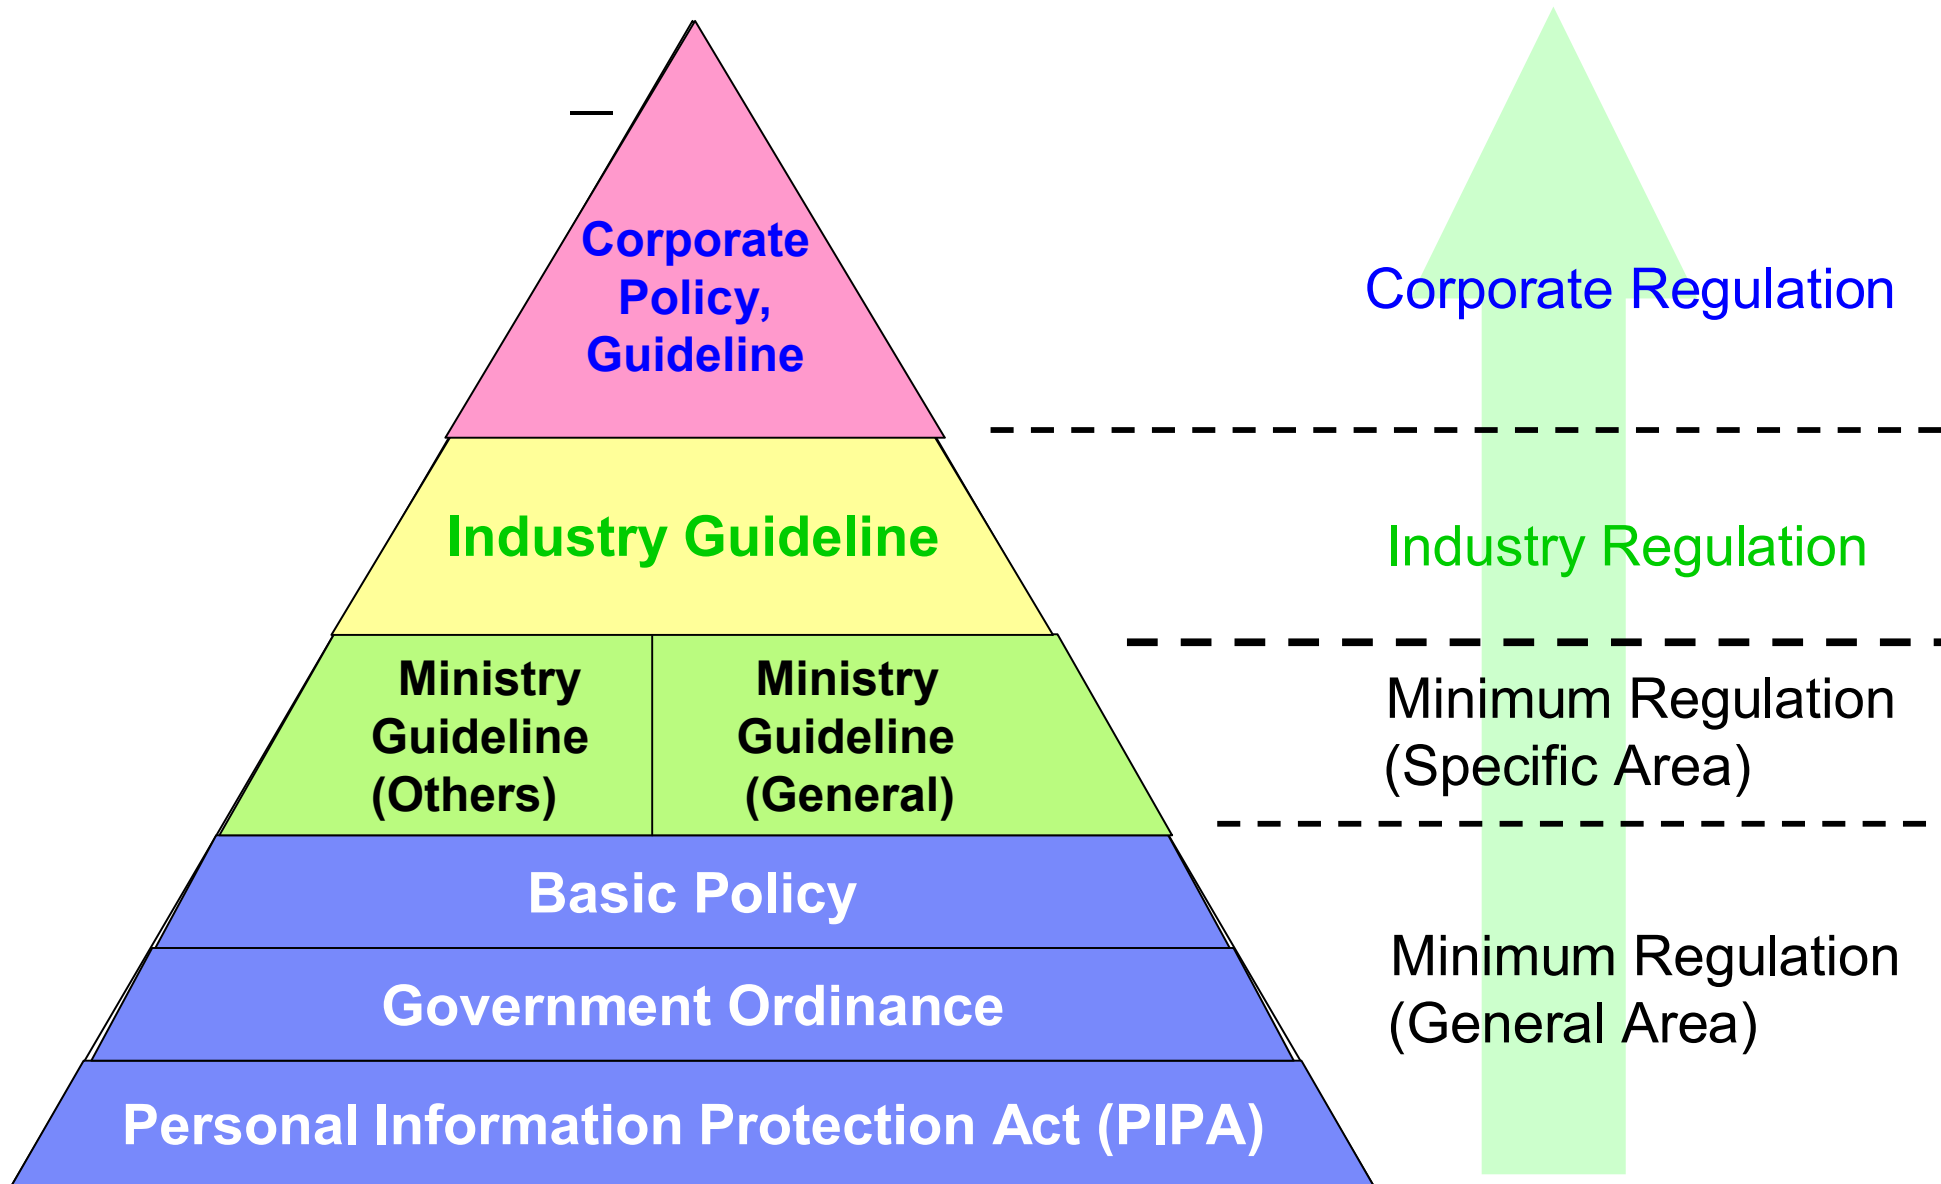 Corporate
Policy,
Guideline
Corporate Regulation
Industry Guideline
Industry Regulation
Ministry
Guideline
(Others)
Ministry
Guideline
(General)
Minimum Regulation
(Specific Area)
Basic Policy
Government Ordinance
Minimum Regulation
(General Area)
Personal Information Protection Act (PIPA)